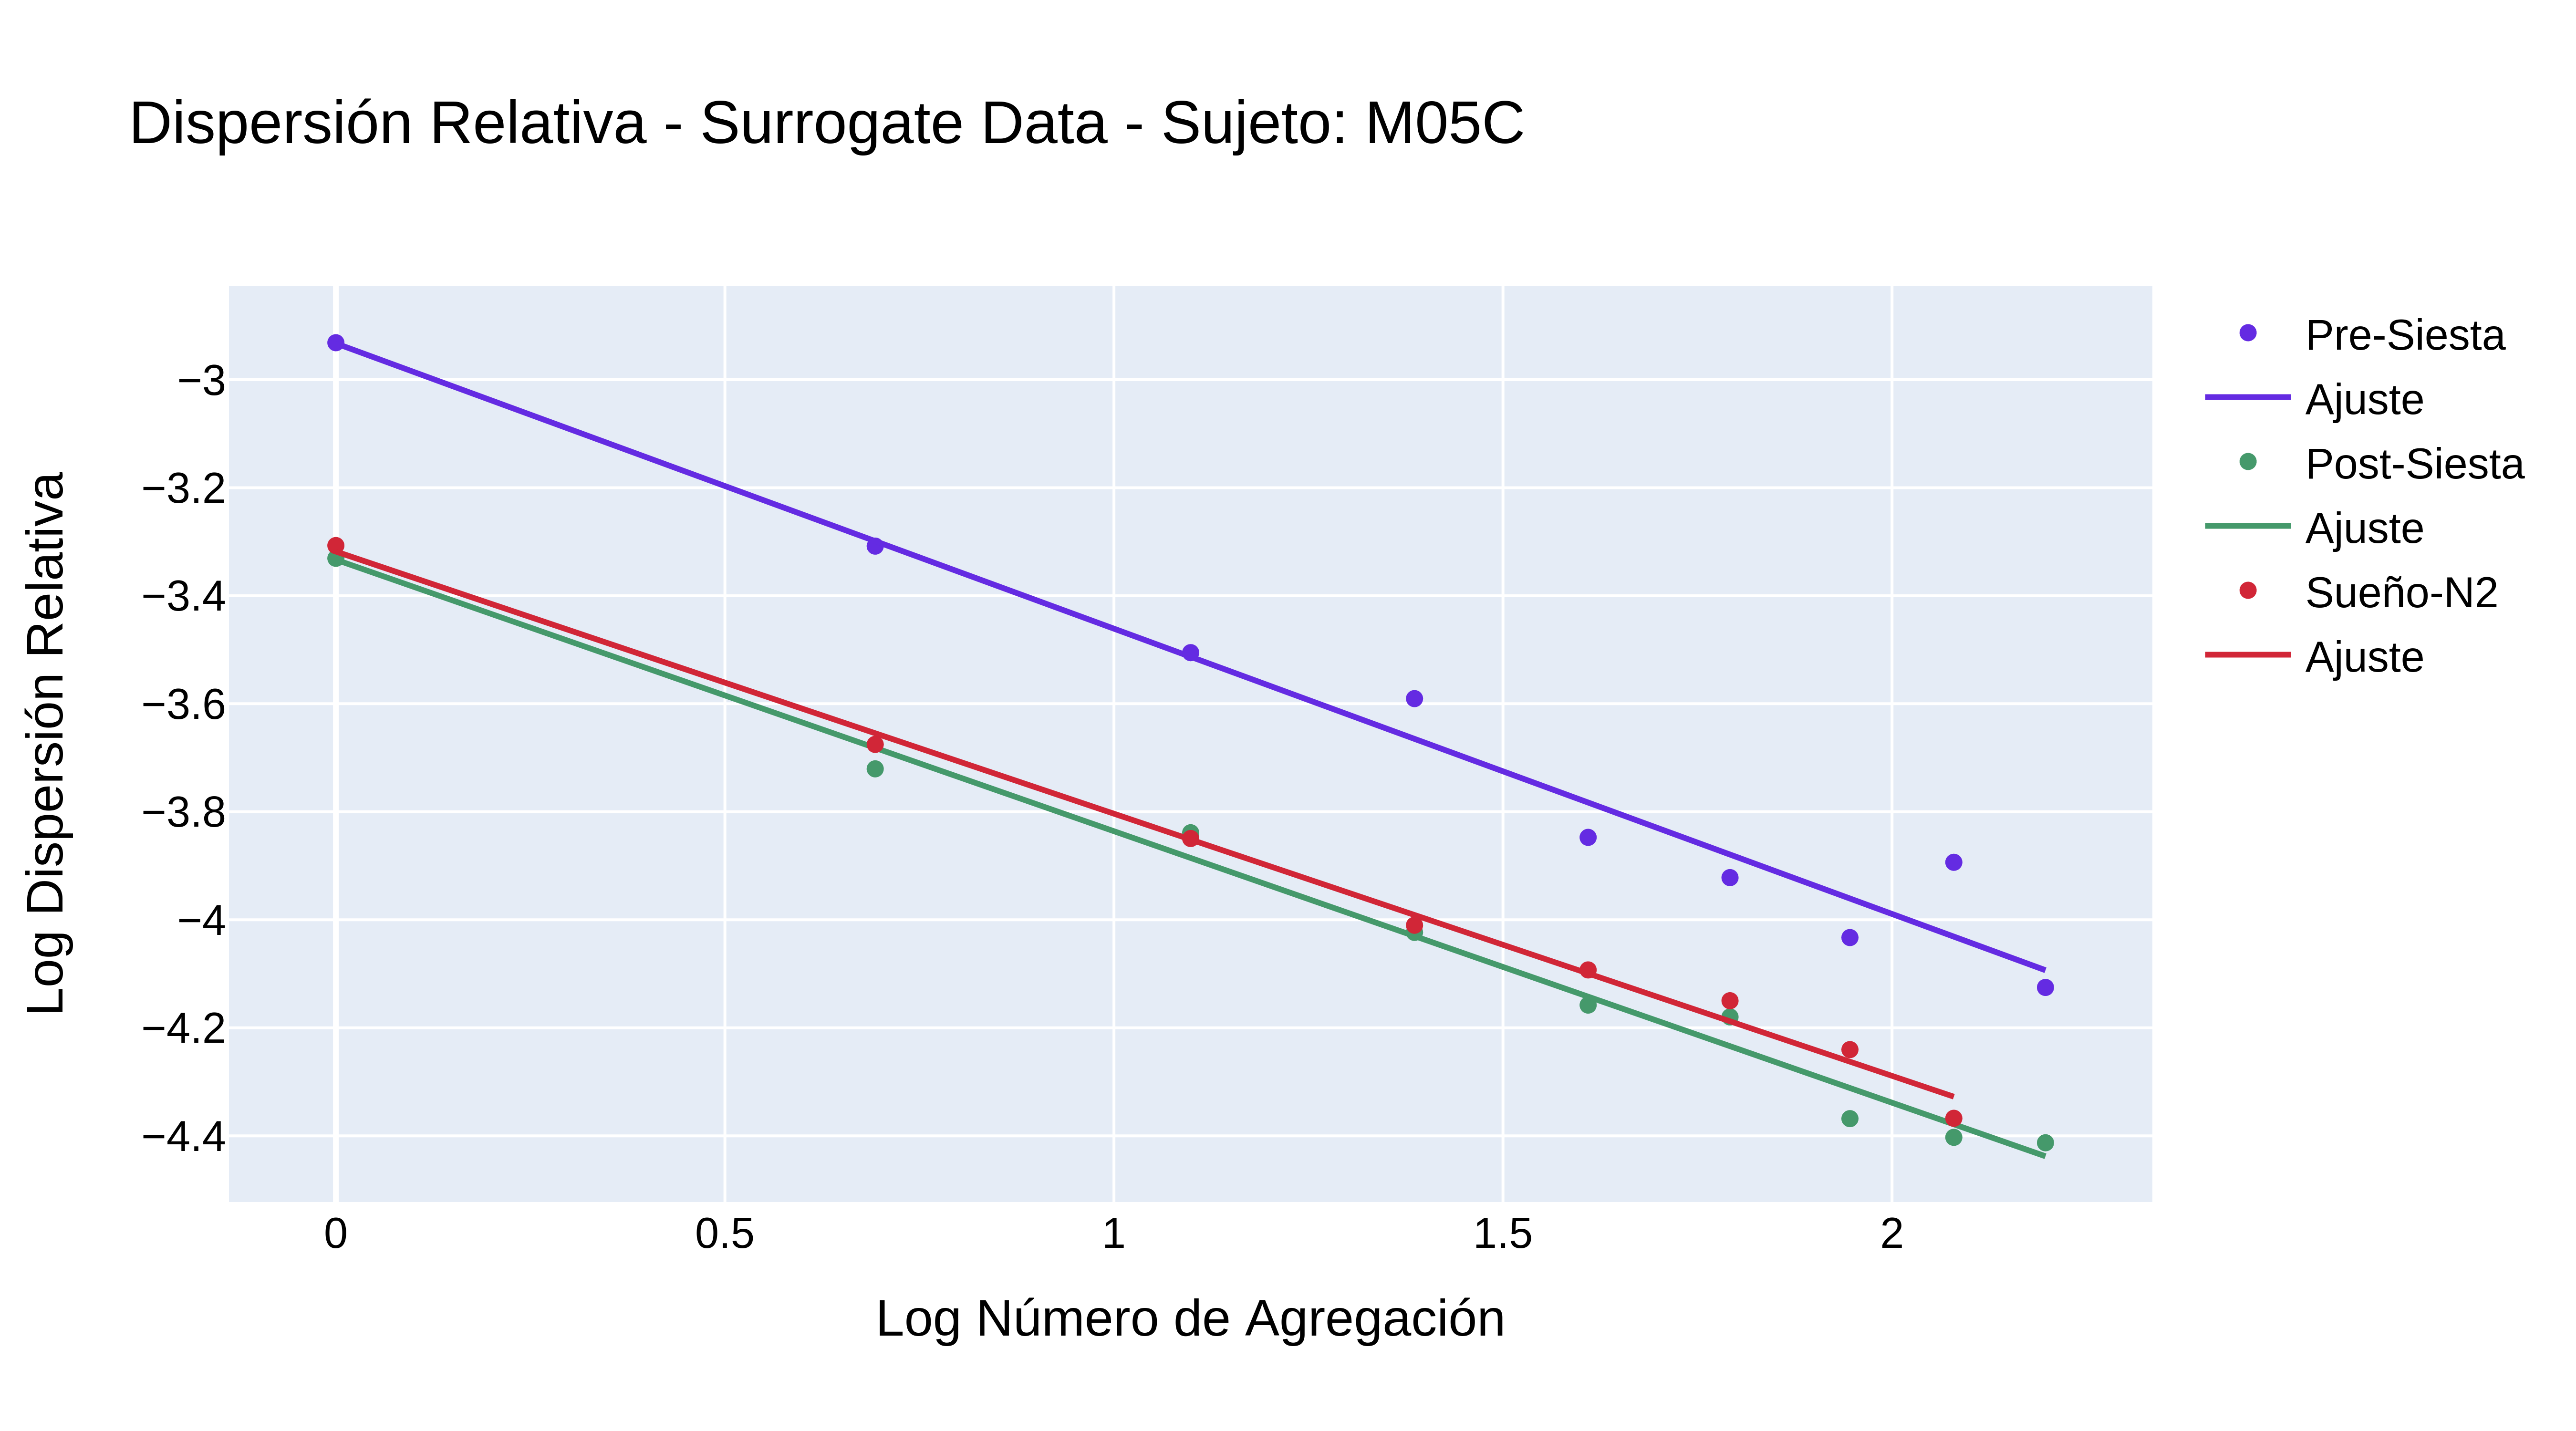 Dispersión Relativa - Surrogate Data - Sujeto: M05C
Log Dispersión Relativa
−3
−3.2
−3.4
−3.6
−3.8
−4
−4.2
−4.4
0
0.5
1
1.5
2
Log Número de Agregación
Pre-Siesta
Ajuste
Post-Siesta
Ajuste
Sueño-N2
Ajuste